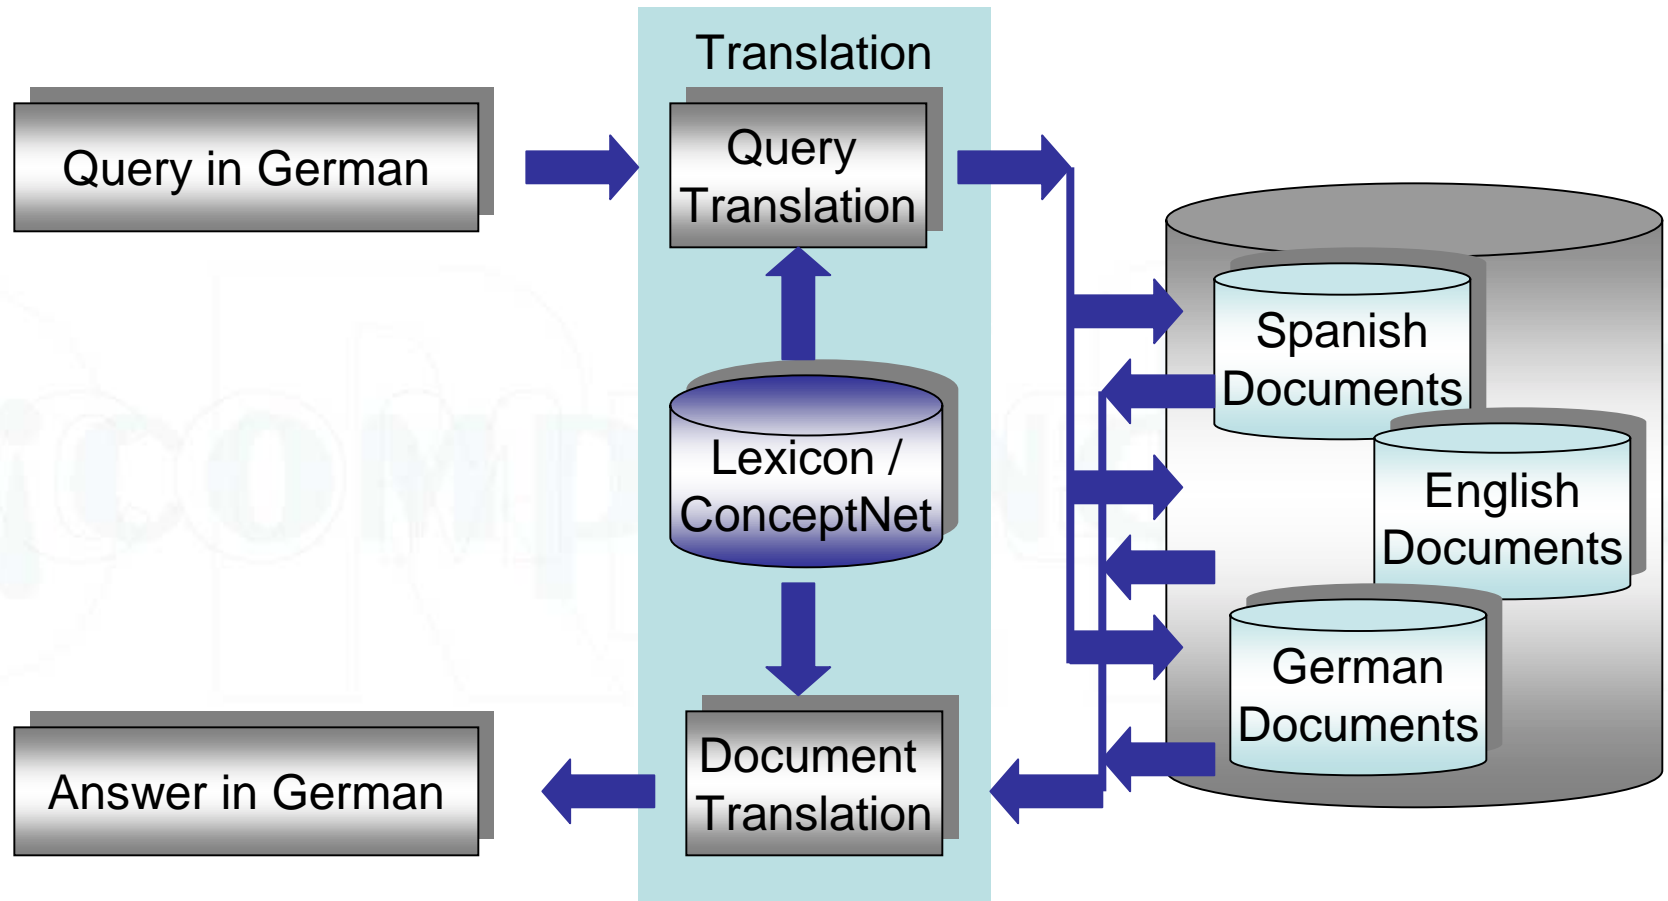 Translation
Query in German
Query
Translation
Spanish
Documents
Lexicon /
ConceptNet
English
Documents
German
Documents
Document
Translation
Answer in German